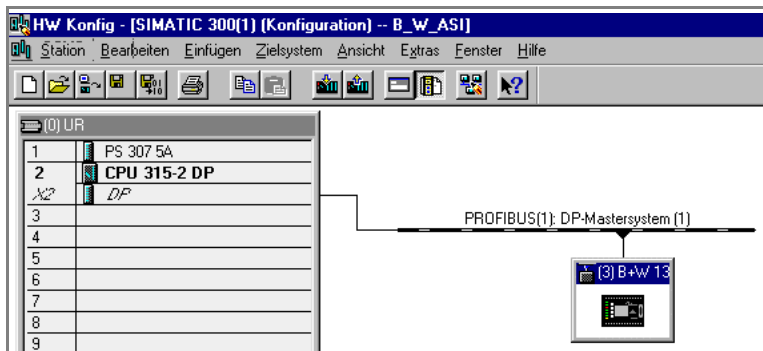 HW Konfig - [SIMATIC 300(1) (Konfiguration) -- B_W_ASI]
Station Bearbeiten Einfügen Zielsystem Ansicht Extras Fenster Hilfe
(0) UR
1 PS 307 5A
2 CPU 315-2 DP
X2 DP
3
4
5
6
7
8
9
PROFIBUS(1): DP-Mastersystem (1)
(3) B+W 13